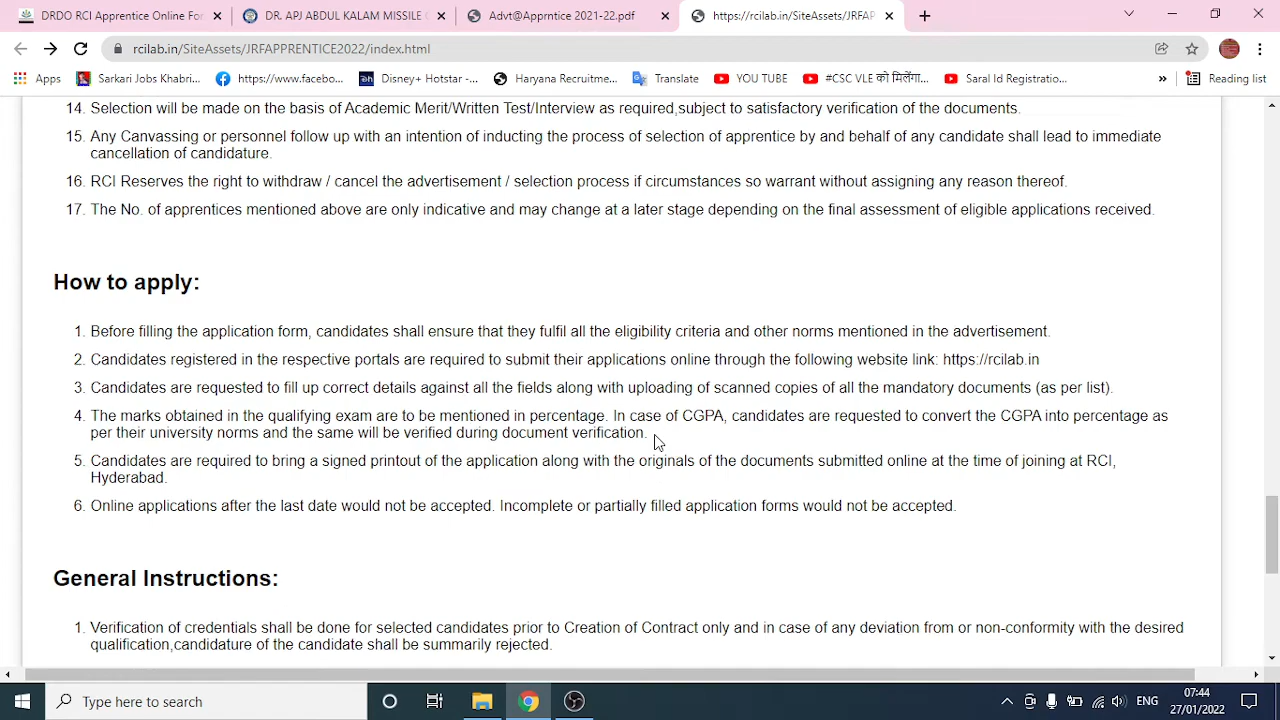 DRDO RCI Apprentice Online For
DR. APJ ABDUL KALAM MISSILE C
Advt@Apprntice 2021-22.pdf
https://rcilab.in/SiteAssets/JRFAP
rcilab.in/SiteAssets/JRFAPPRENTICE2022/index.html
Apps
Sarkari Jobs Khabri...
https://www.facebo...
Disney+ Hotstar -...
Haryana Recruitme...
Translate
YOU TUBE
#CSC VLE को मिलेंगा...
Saral Id Registratio...
»
Reading list
14. Selection will be made on the basis of Academic Merit/Written Test/Interview as required,subject to satisfactory verification of the documents.
15. Any Canvassing or personnel follow up with an intention of inducting the process of selection of apprentice by and behalf of any candidate shall lead to immediate
cancellation of candidature.
16. RCI Reserves the right to withdraw / cancel the advertisement / selection process if circumstances so warrant without assigning any reason thereof.
17. The No. of apprentices mentioned above are only indicative and may change at a later stage depending on the final assessment of eligible applications received.
How to apply:
1. Before filling the application form, candidates shall ensure that they fulfil all the eligibility criteria and other norms mentioned in the advertisement.
2. Candidates registered in the respective portals are required to submit their applications online through the following website link: https://rcilab.in
3. Candidates are requested to fill up correct details against all the fields along with uploading of scanned copies of all the mandatory documents (as per list).
4. The marks obtained in the qualifying exam are to be mentioned in percentage. In case of CGPA, candidates are requested to convert the CGPA into percentage as
per their university norms and the same will be verified during document verification.
5. Candidates are required to bring a signed printout of the application along with the originals of the documents submitted online at the time of joining at RCI,
Hyderabad.
6. Online applications after the last date would not be accepted. Incomplete or partially filled application forms would not be accepted.
General Instructions:
1. Verification of credentials shall be done for selected candidates prior to Creation of Contract only and in case of any deviation from or non-conformity with the desired
qualification,candidature of the candidate shall be summarily rejected.
Type here to search
ENG
07:44
27/01/2022